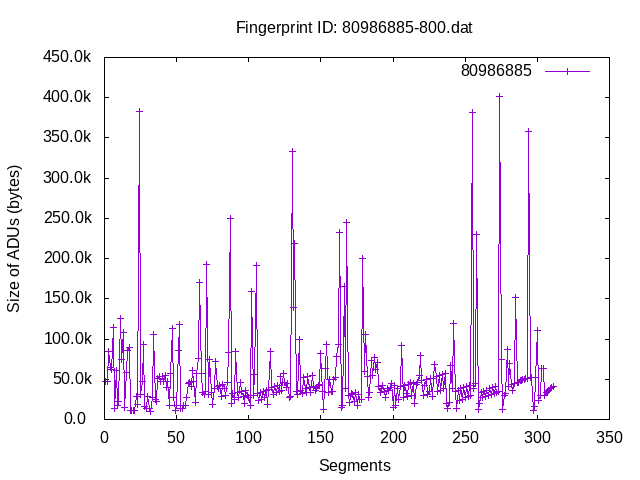 Fingerprint ID: 80986885-800.dat
450.0k
80986885
400.0k
350.0k
300.0k
250.0k
200.0k
150.0k
100.0k
50.0k
0.0
0 50 100 150 200 250 300 350
Size of ADUs (bytes)
Segments